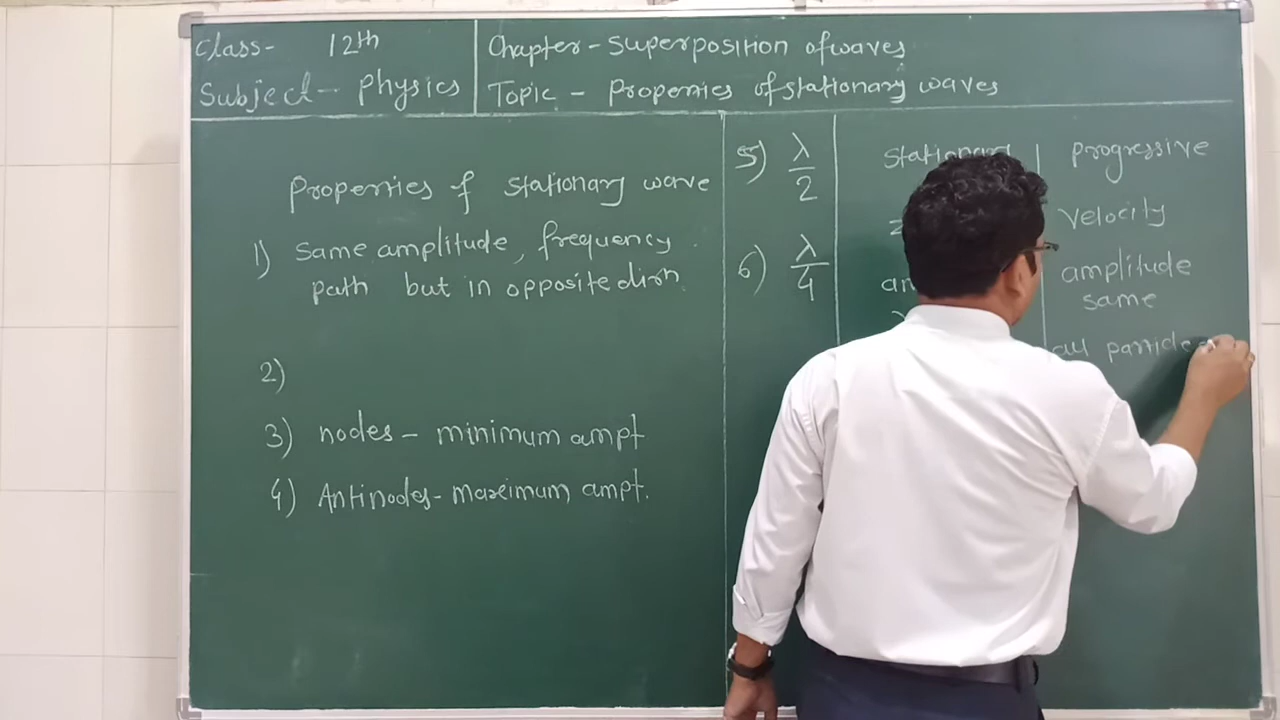 Class- 12th
Subject- Physics
Chapter - Superposition of waves
Topic - Properties of stationary waves
Properties of stationary wave
1) Same amplitude, frequency
path but in opposite dirn.
2)
3) nodes - minimum ampt
4) Antinodes - maximum ampt.
5) λ/2
6) λ/4
stationary
progressive
velocity
amplitude
same
all particle